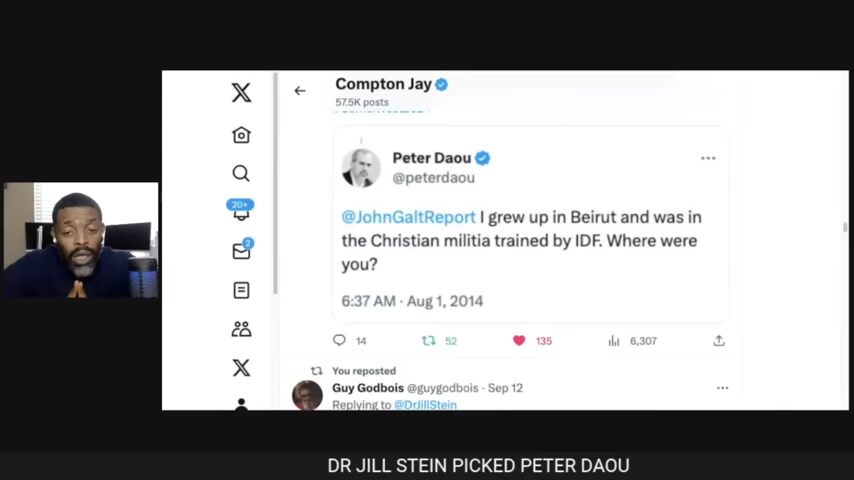 Compton Jay
57.5K posts
Peter Daou
@peterdaou
@JohnGaltReport I grew up in Beirut and was in
the Christian militia trained by IDF. Where were
you?
6:37 AM · Aug 1, 2014
14 52 135 6,307
20+
2
You reposted
Guy Godbois @guygodbois · Sep 12
Replying to @DrJillStein
DR JILL STEIN PICKED PETER DAOU